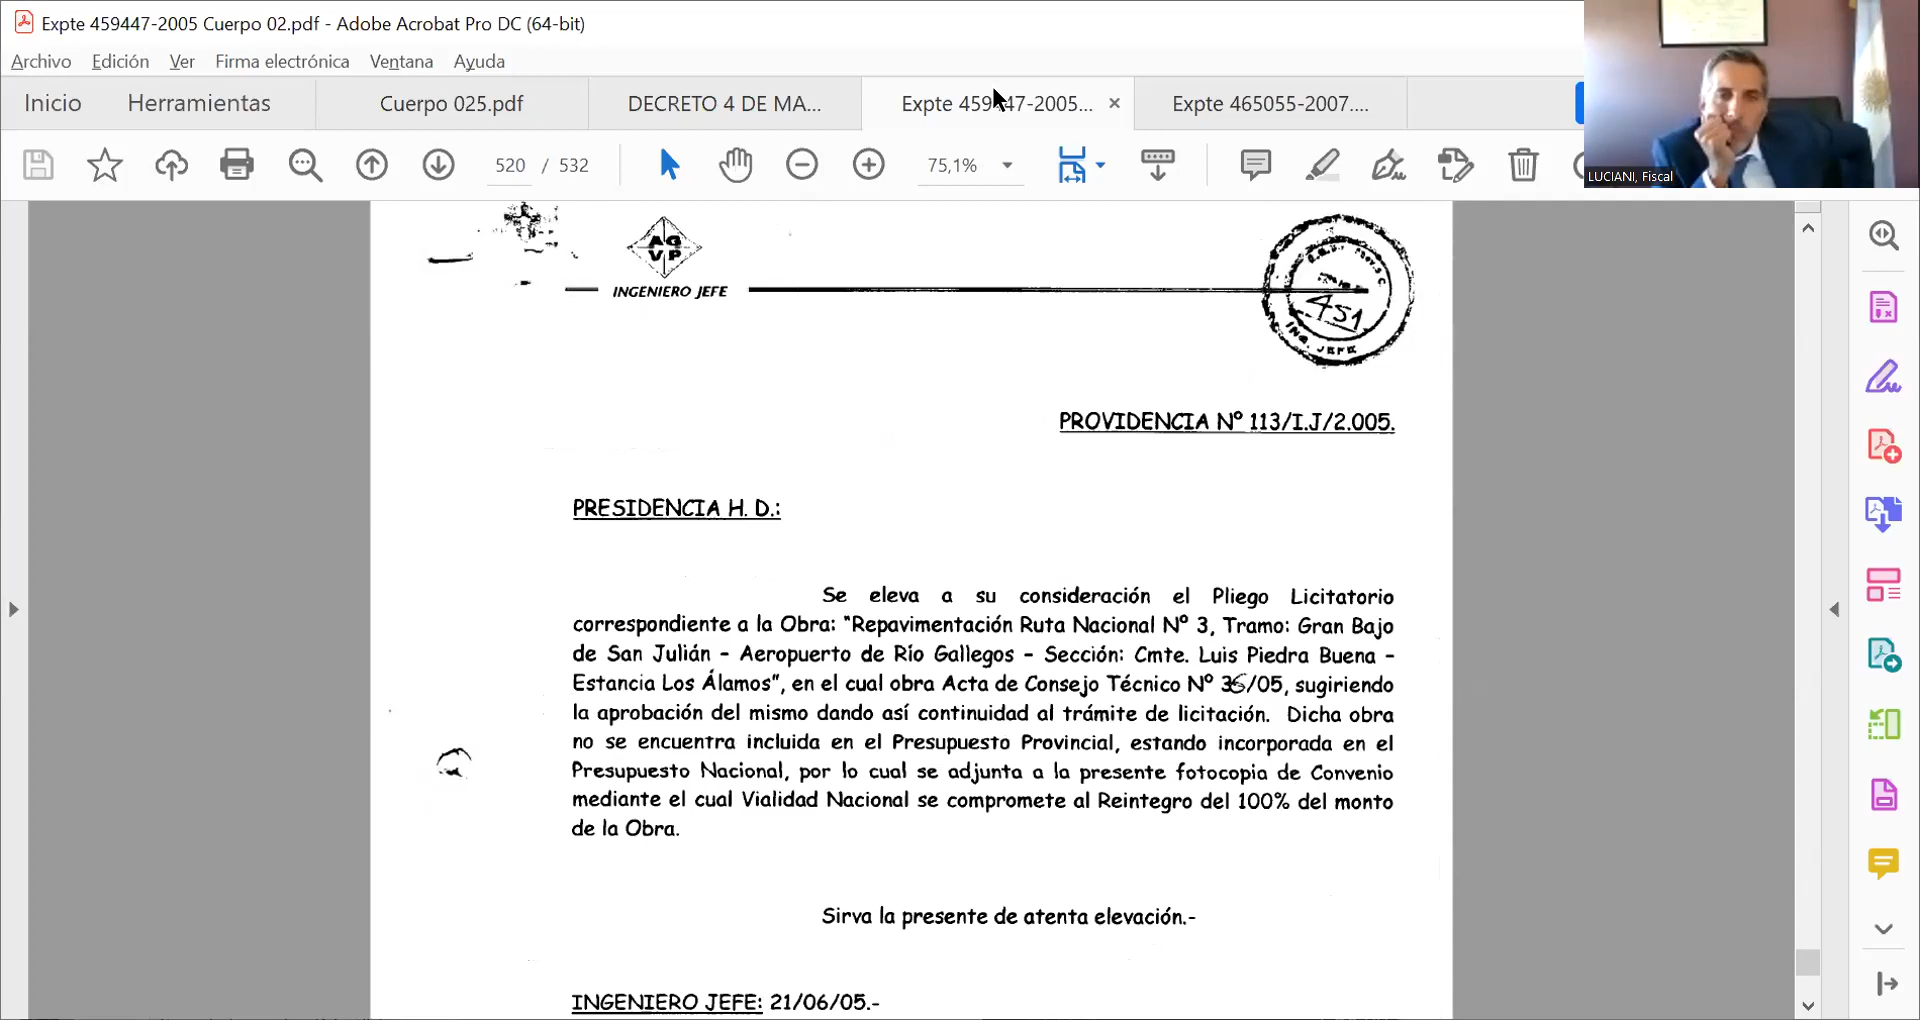 Expte 459447-2005 Cuerpo 02.pdf - Adobe Acrobat Pro DC (64-bit)
Archivo Edición Ver Firma electrónica Ventana Ayuda
Inicio Herramientas Cuerpo 025.pdf DECRETO 4 DE MA... Expte 459447-2005... × Expte 465055-2007....
520 / 532 75,1%
LUCIANI, Fiscal
AG
VP
INGENIERO JEFE
451
ING. JEFE
PROVIDENCIA Nº 113/I.J/2.005.
PRESIDENCIA H. D.:
Se eleva a su consideración el Pliego Licitatorio
correspondiente a la Obra: "Repavimentación Ruta Nacional Nº 3, Tramo: Gran Bajo
de San Julián - Aeropuerto de Río Gallegos - Sección: Cmte. Luis Piedra Buena -
Estancia Los Álamos", en el cual obra Acta de Consejo Técnico Nº 36/05, sugiriendo
la aprobación del mismo dando así continuidad al trámite de licitación. Dicha obra
no se encuentra incluida en el Presupuesto Provincial, estando incorporada en el
Presupuesto Nacional, por lo cual se adjunta a la presente fotocopia de Convenio
mediante el cual Vialidad Nacional se compromete al Reintegro del 100% del monto
de la Obra.
Sirva la presente de atenta elevación.-
INGENIERO JEFE: 21/06/05.-